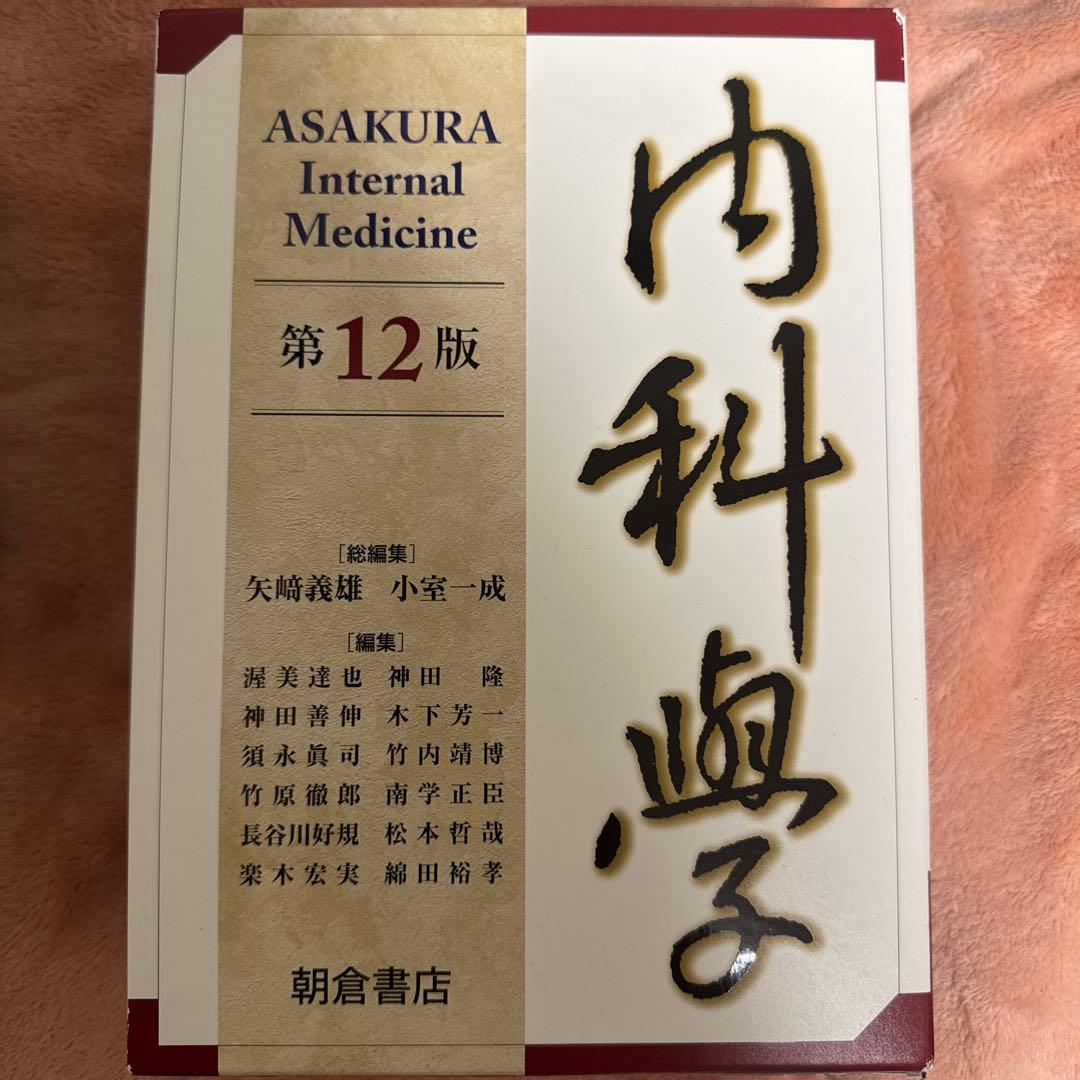 内科學
ASAKURA
Internal
Medicine
第12版
[総編集]
矢﨑義雄 小室一成
[編集]
渥美達也 神田 隆
神田善伸 木下芳一
須永眞司 竹内靖博
竹原徹郎 南学正臣
長谷川好規 松本哲哉
楽木宏実 綿田裕孝
朝倉書店